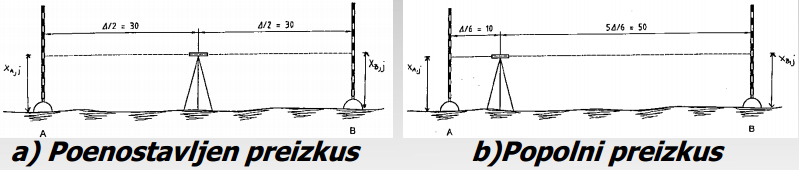 Δ/2 = 30
Δ/2 = 30
x_A,j
x_B,j
A
B
a) Poenostavljen preizkus
Δ/6 = 10
5Δ/6 = 50
x_A,j
x_B,j
A
B
b)Popolni preizkus